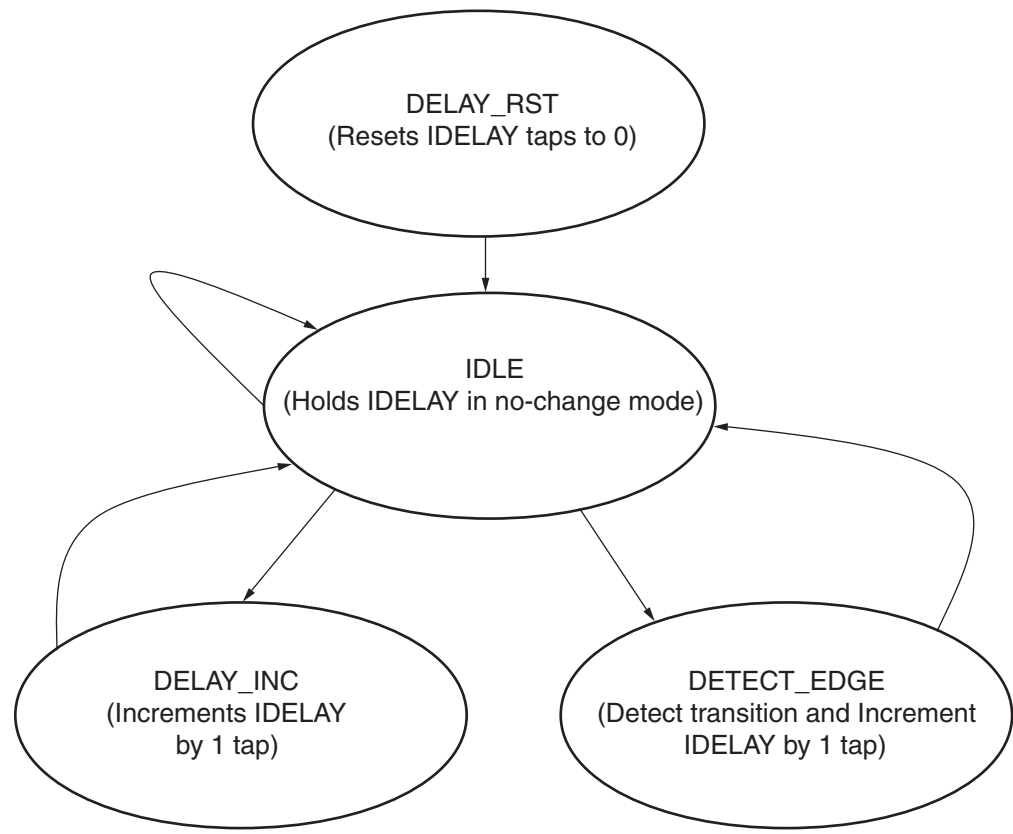 DELAY_RST
(Resets IDELAY taps to 0)
IDLE
(Holds IDELAY in no-change mode)
DELAY_INC
(Increments IDELAY
by 1 tap)
DETECT_EDGE
(Detect transition and Increment
IDELAY by 1 tap)